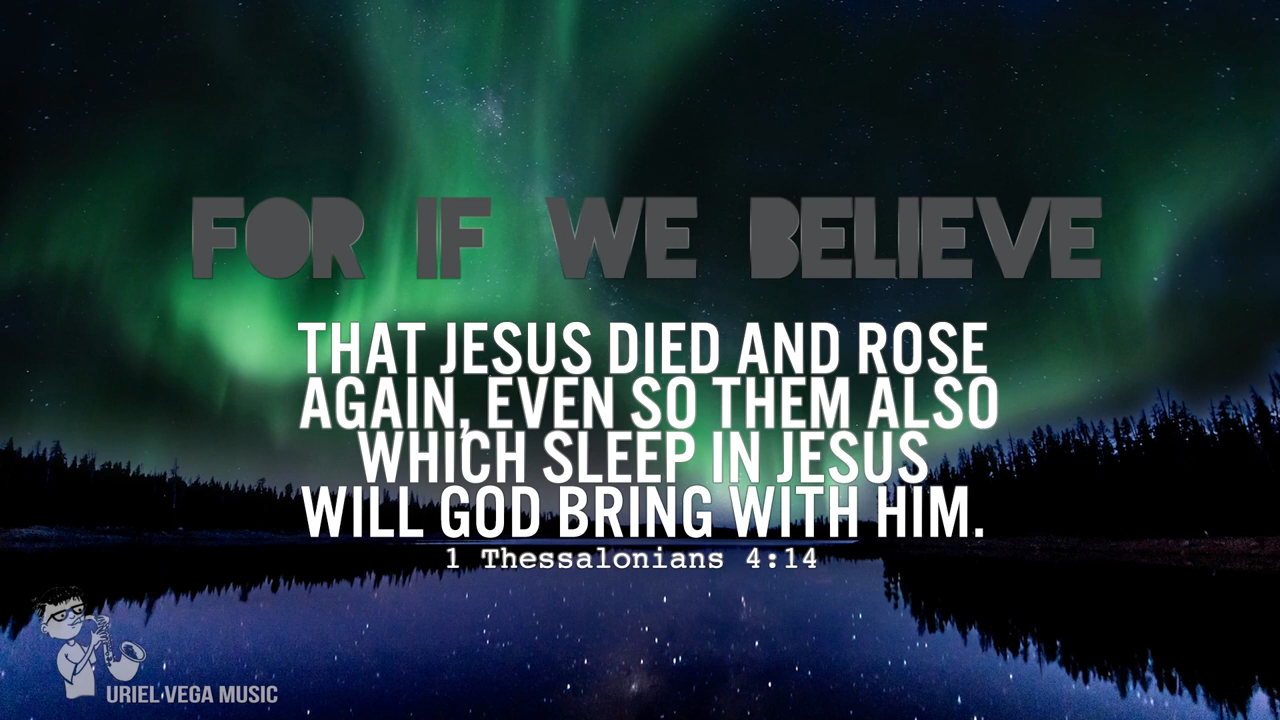 FOR IF WE BELIEVE
THAT JESUS DIED AND ROSE
AGAIN, EVEN SO THEM ALSO
WHICH SLEEP IN JESUS
WILL GOD BRING WITH HIM.
1 Thessalonians 4:14
URIEL VEGA MUSIC